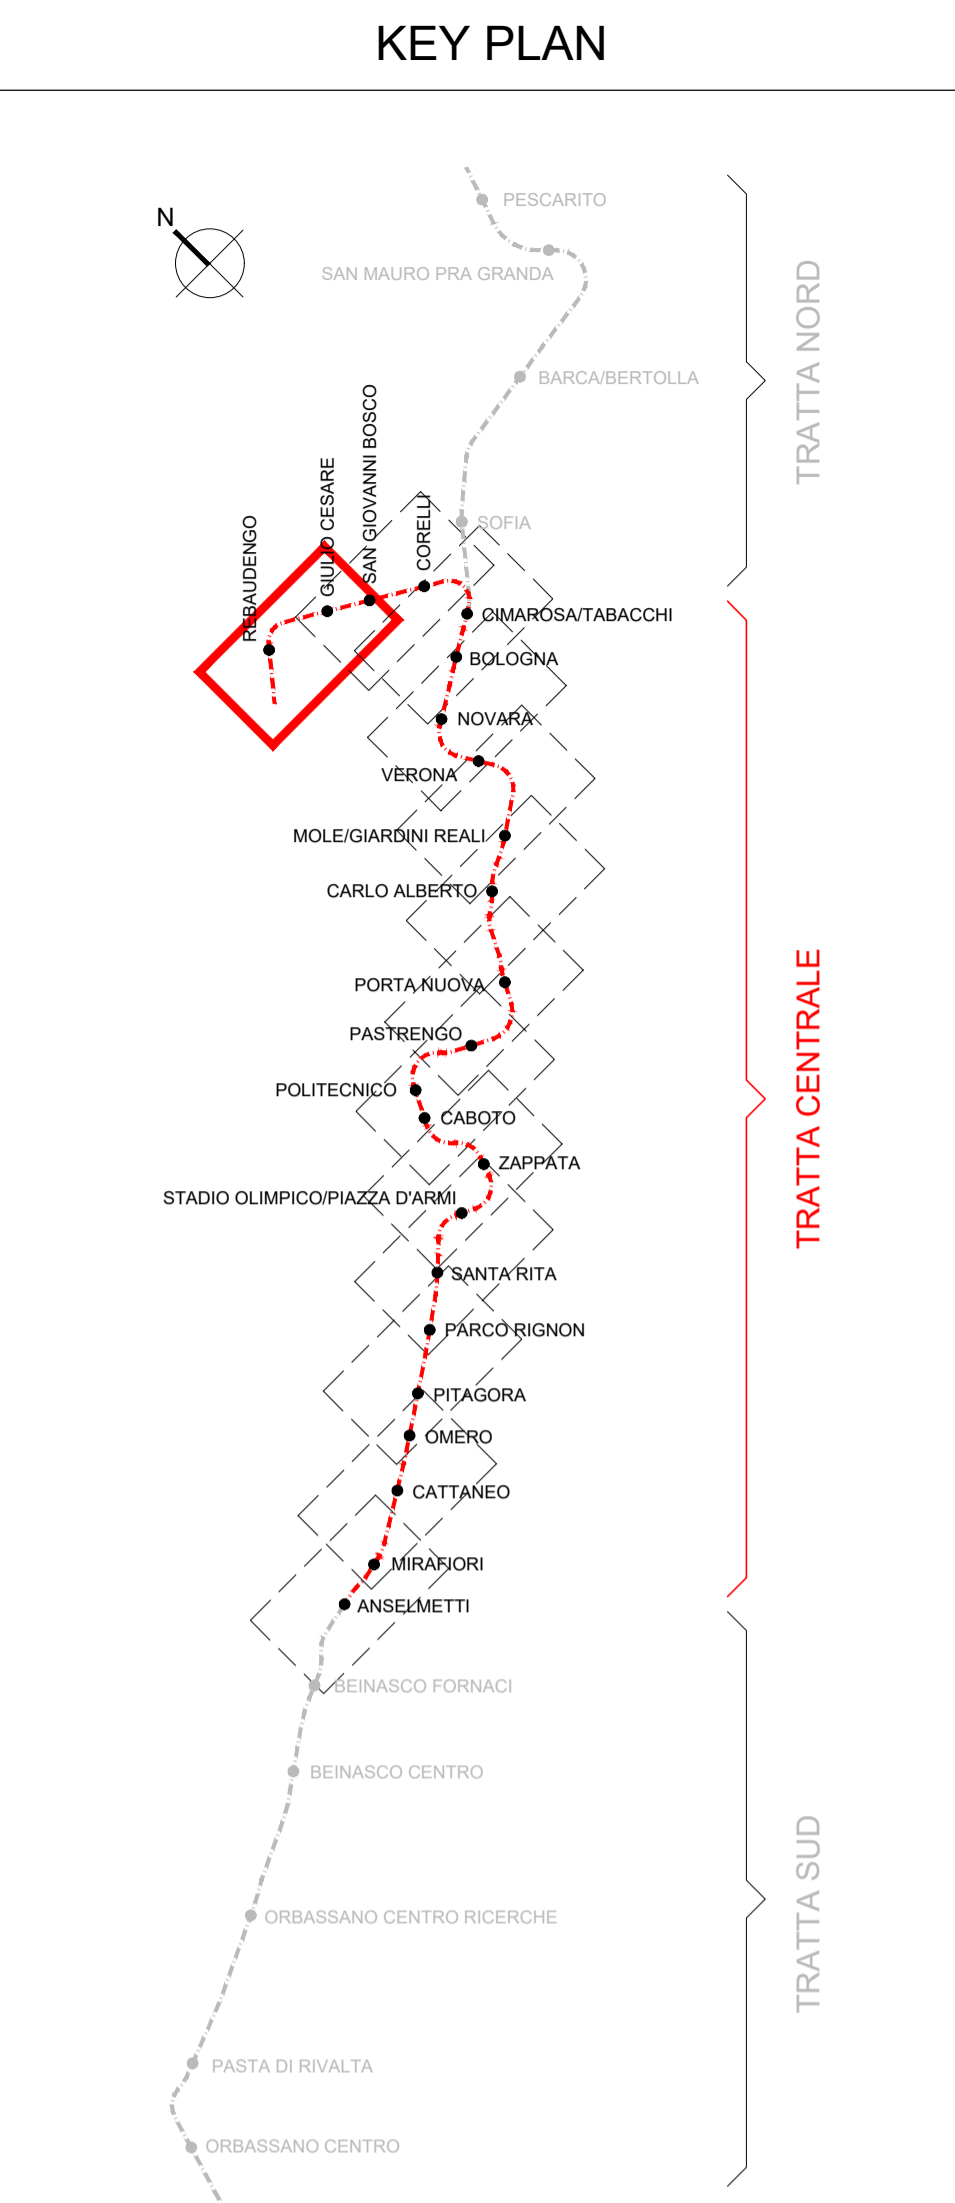 KEY PLAN
N
PESCARITO
SAN MAURO PRA GRANDA
BARCA/BERTOLLA
SOFIA
TRATTA NORD
REBAUDENGO
GIULIO CESARE
SAN GIOVANNI BOSCO
CORELLI
CIMAROSA/TABACCHI
BOLOGNA
NOVARA
VERONA
MOLE/GIARDINI REALI
CARLO ALBERTO
PORTA NUOVA
PASTRENGO
POLITECNICO
CABOTO
ZAPPATA
STADIO OLIMPICO/PIAZZA D'ARMI
SANTA RITA
PARCO RIGNON
PITAGORA
OMERO
CATTANEO
MIRAFIORI
ANSELMETTI
TRATTA CENTRALE
BEINASCO FORNACI
BEINASCO CENTRO
ORBASSANO CENTRO RICERCHE
PASTA DI RIVALTA
ORBASSANO CENTRO
TRATTA SUD